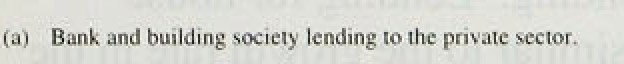 (a) Bank and building society lending to the private sector.